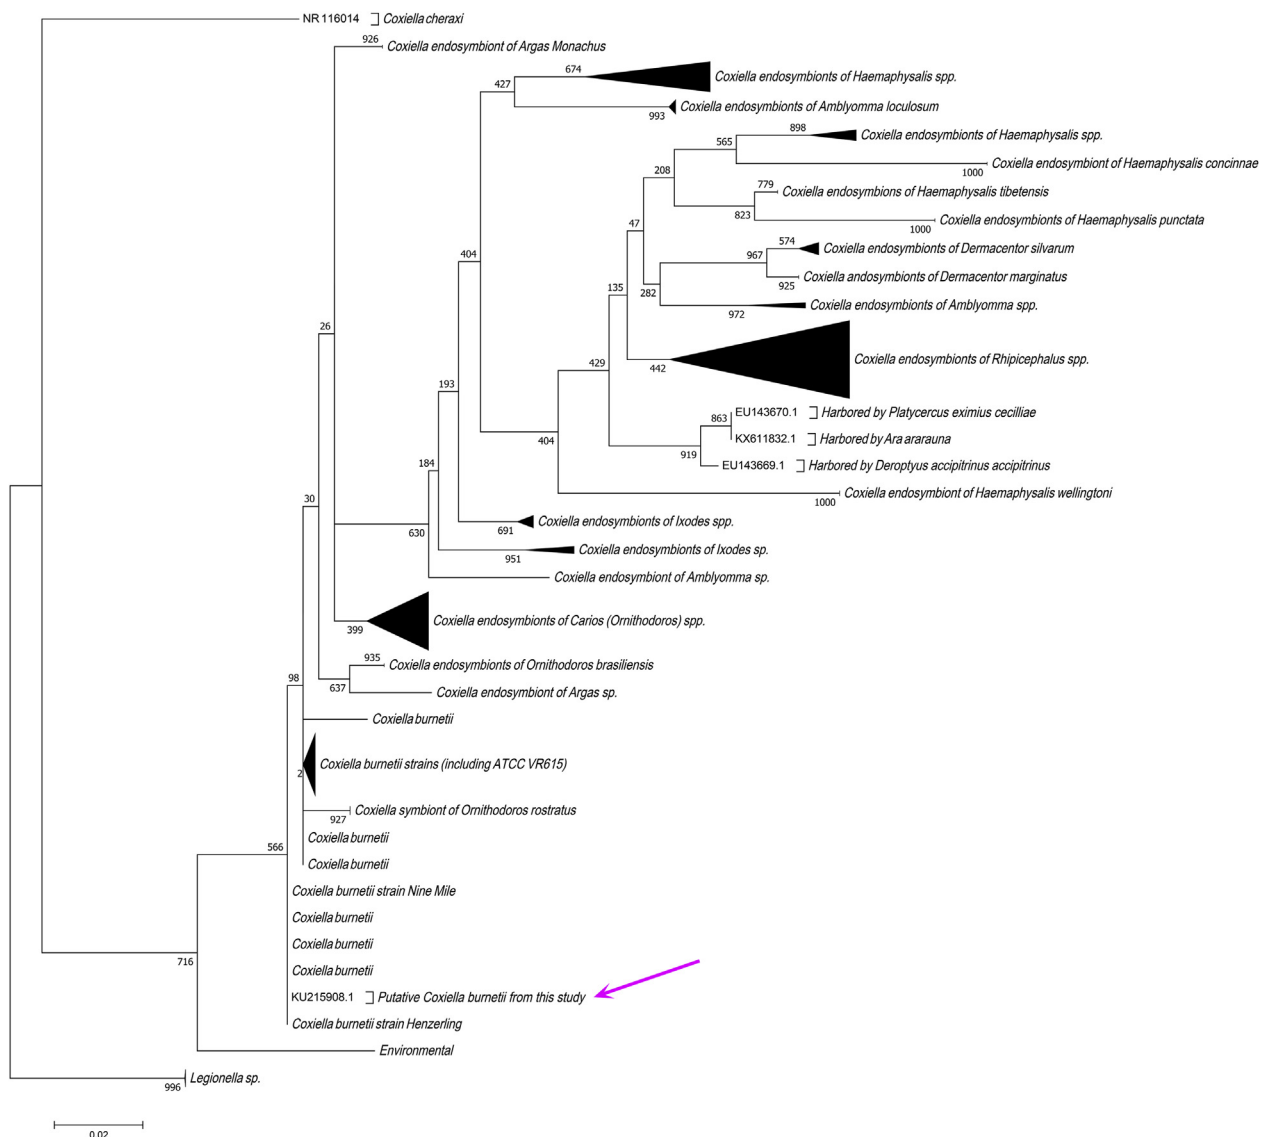 NR 116014 Coxiella cheraxi
926 Coxiella endosymbiont of Argas Monachus
674 Coxiella endosymbionts of Haemaphysalis spp.
427
993 Coxiella endosymbionts of Amblyomma loculosum
898 Coxiella endosymbionts of Haemaphysalis spp.
565
1000 Coxiella endosymbiont of Haemaphysalis concinnae
208
779 Coxiella endosymbions of Haemaphysalis tibetensis
823
1000 Coxiella endosymbionts of Haemaphysalis punctata
47
574 Coxiella endosymbionts of Dermacentor silvarum
404
967
925 Coxiella andosymbionts of Dermacentor marginatus
135
282
972 Coxiella endosymbionts of Amblyomma spp.
26
429
442 Coxiella endosymbionts of Rhipicephalus spp.
193
863 EU143670.1 Harbored by Platycercus eximius ceciliae
404
KX611832.1 Harbored by Ara ararauna
919
184
EU143669.1 Harbored by Deroptyus accipitrinus accipitrinus
30
1000 Coxiella endosymbiont of Haemaphysalis wellingtoni
630
691 Coxiella endosymbionts of Ixodes spp.
951 Coxiella endosymbionts of Ixodes sp.
Coxiella endosymbiont of Amblyomma sp.
399 Coxiella endosymbionts of Carios (Ornithodoros) spp.
98
935 Coxiella endosymbionts of Ornithodoros brasiliensis
637
Coxiella endosymbiont of Argas sp.
Coxiella burnetii
2 Coxiella burnetii strains (including ATCC VR615)
927 Coxiella symbiont of Ornithodoros rostratus
Coxiella burnetii
566
Coxiella burnetii
Coxiella burnetii strain Nine Mile
Coxiella burnetii
Coxiella burnetii
716
Coxiella burnetii
KU215908.1 Putative Coxiella burnetii from this study
Coxiella burnetii strain Henzerling
Environmental
996 Legionella sp.
0.02